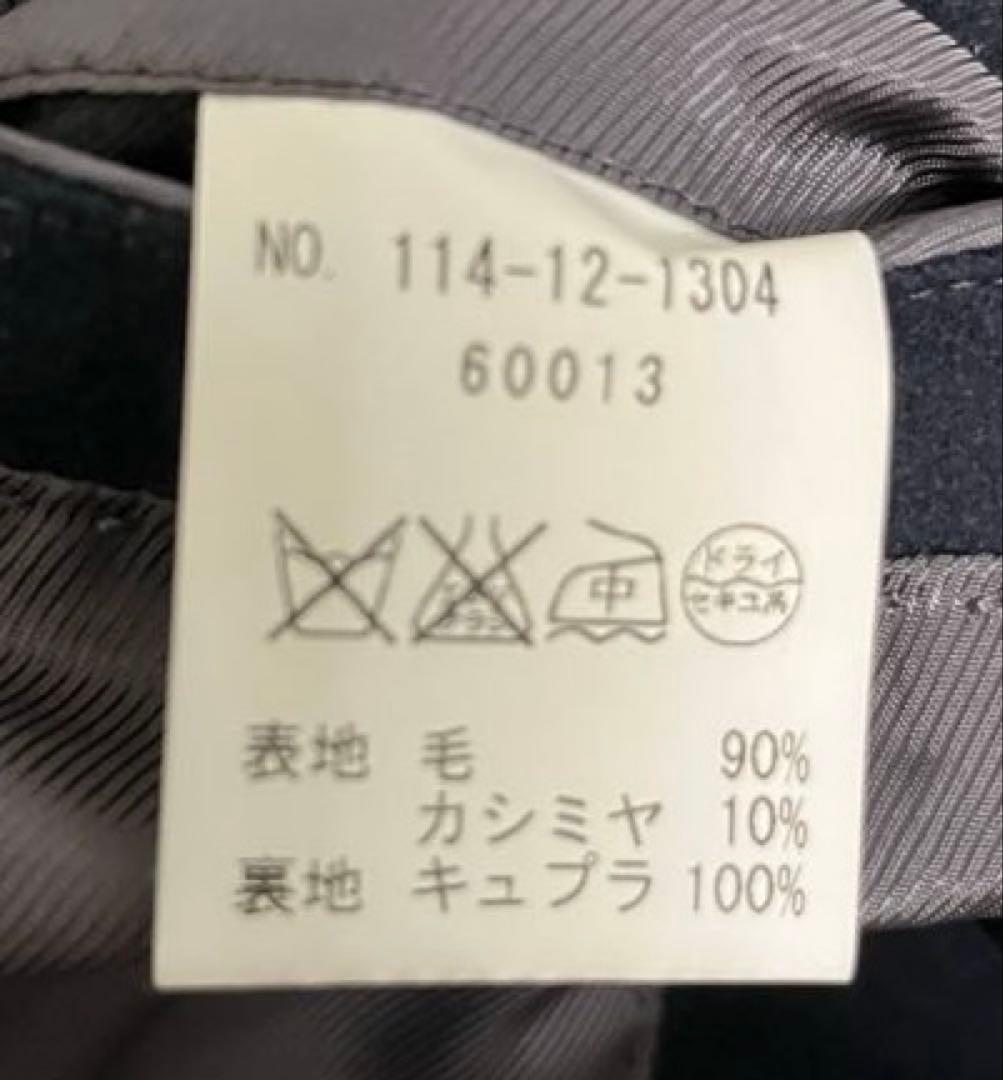 NO. 114-12-1304
60013
中 ドライ
セキユ系
表地 毛 90%
カシミヤ 10%
裏地 キュプラ 100%